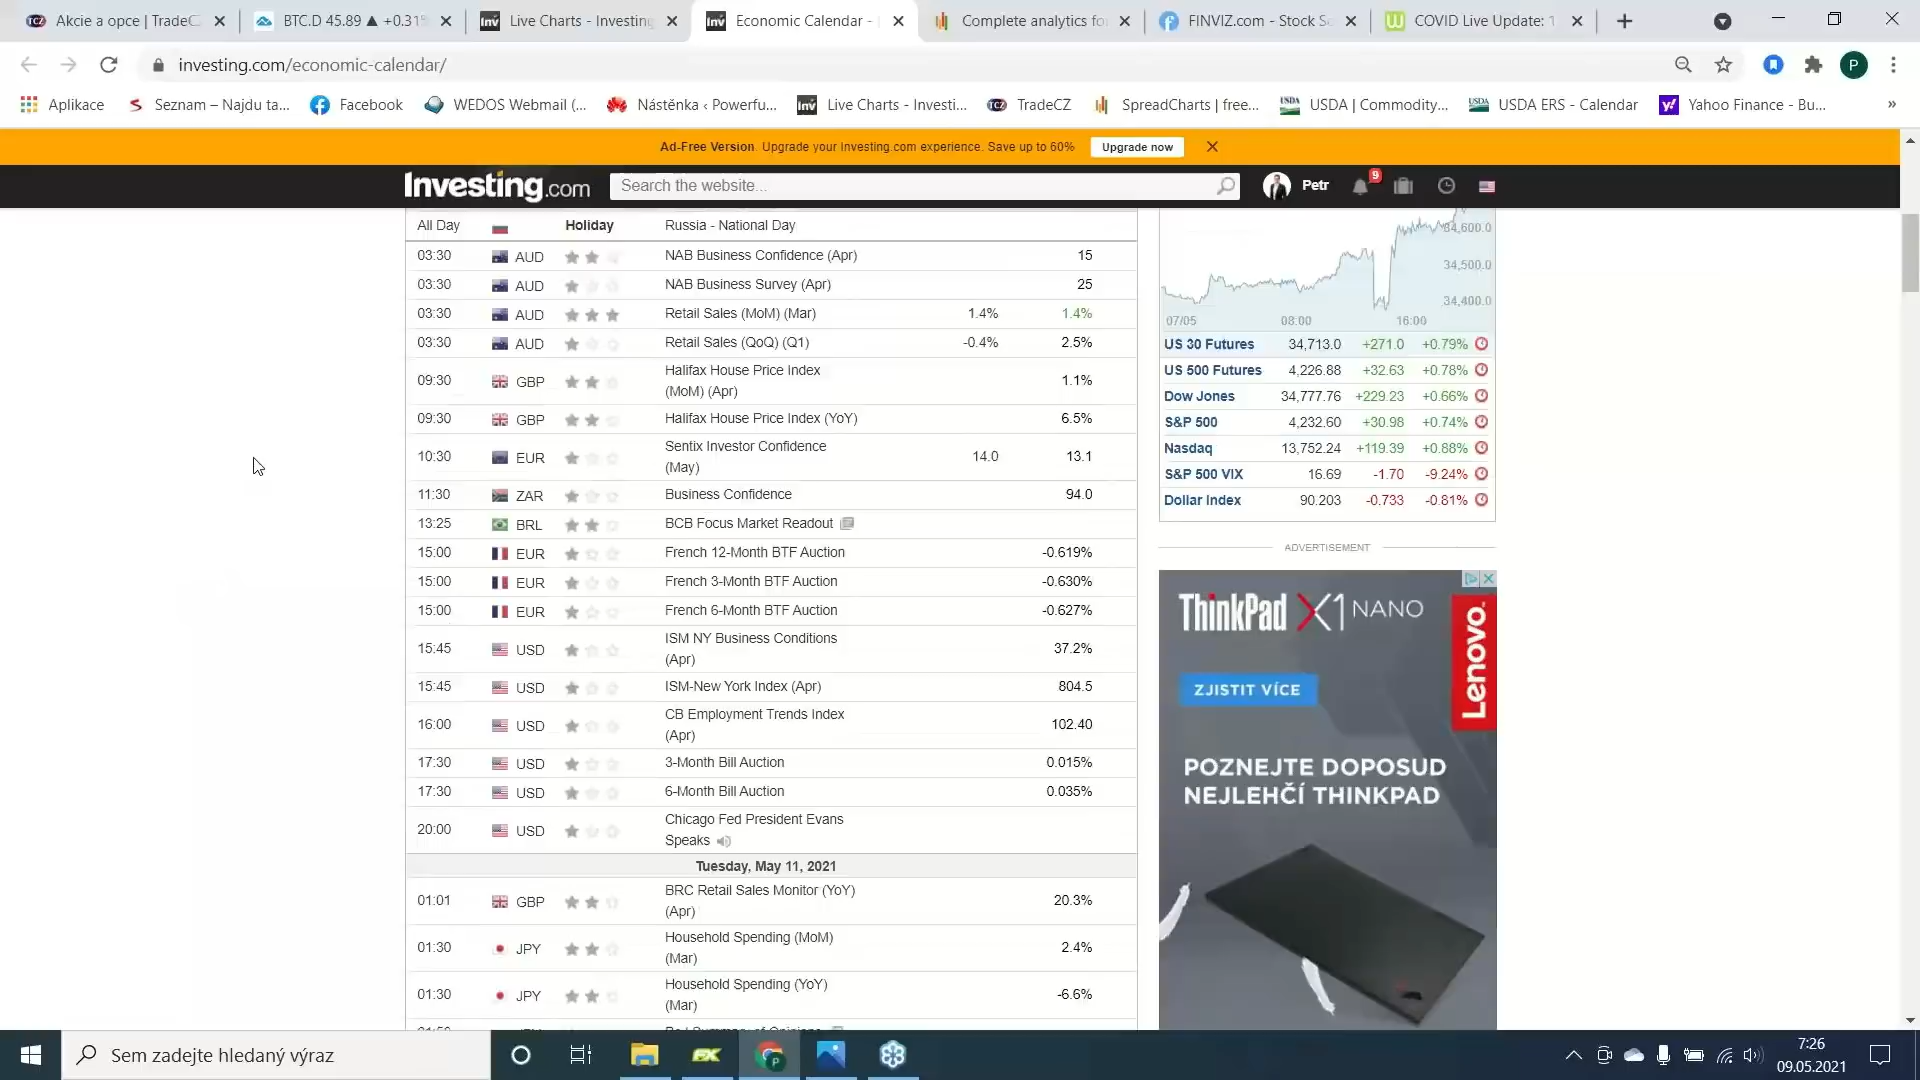 Akcie a opce | TradeC
BTC.D 45.89 ▲ +0.31%
Live Charts - Investing
Economic Calendar -
Complete analytics fo
FINVIZ.com - Stock S
COVID Live Update: 1
investing.com/economic-calendar/
P
Aplikace
Seznam – Najdu ta...
Facebook
WEDOS Webmail (...
Nástěnka ‹ Powerfu...
Live Charts - Investi...
TradeCZ
SpreadCharts | free...
USDA | Commodity...
USDA ERS - Calendar
Yahoo Finance - Bu...
»
Ad-Free Version. Upgrade your Investing.com experience. Save up to 60%
Upgrade now
Investing.com
Search the website...
Petr
9
All Day Holiday Russia - National Day
03:30 AUD NAB Business Confidence (Apr) 15
03:30 AUD NAB Business Survey (Apr) 25
03:30 AUD Retail Sales (MoM) (Mar) 1.4% 1.4%
03:30 AUD Retail Sales (QoQ) (Q1) -0.4% 2.5%
09:30 GBP Halifax House Price Index
(MoM) (Apr) 1.1%
09:30 GBP Halifax House Price Index (YoY) 6.5%
10:30 EUR Sentix Investor Confidence
(May) 14.0 13.1
11:30 ZAR Business Confidence 94.0
13:25 BRL BCB Focus Market Readout
15:00 EUR French 12-Month BTF Auction -0.619%
15:00 EUR French 3-Month BTF Auction -0.630%
15:00 EUR French 6-Month BTF Auction -0.627%
15:45 USD ISM NY Business Conditions
(Apr) 37.2%
15:45 USD ISM-New York Index (Apr) 804.5
16:00 USD CB Employment Trends Index
(Apr) 102.40
17:30 USD 3-Month Bill Auction 0.015%
17:30 USD 6-Month Bill Auction 0.035%
20:00 USD Chicago Fed President Evans
Speaks
Tuesday, May 11, 2021
01:01 GBP BRC Retail Sales Monitor (YoY)
(Apr) 20.3%
01:30 JPY Household Spending (MoM)
(Mar) 2.4%
01:30 JPY Household Spending (YoY)
(Mar) -6.6%
34,600.0
34,500.0
34,400.0
07/05 08:00 16:00
US 30 Futures 34,713.0 +271.0 +0.79%
US 500 Futures 4,226.88 +32.63 +0.78%
Dow Jones 34,777.76 +229.23 +0.66%
S&P 500 4,232.60 +30.98 +0.74%
Nasdaq 13,752.24 +119.39 +0.88%
S&P 500 VIX 16.69 -1.70 -9.24%
Dollar Index 90.203 -0.733 -0.81%
ADVERTISEMENT
ThinkPad X1 NANO
Lenovo.
ZJISTIT VÍCE
POZNEJTE DOPOSUD
NEJLEHČÍ THINKPAD
Sem zadejte hledaný výraz
7:26
09.05.2021